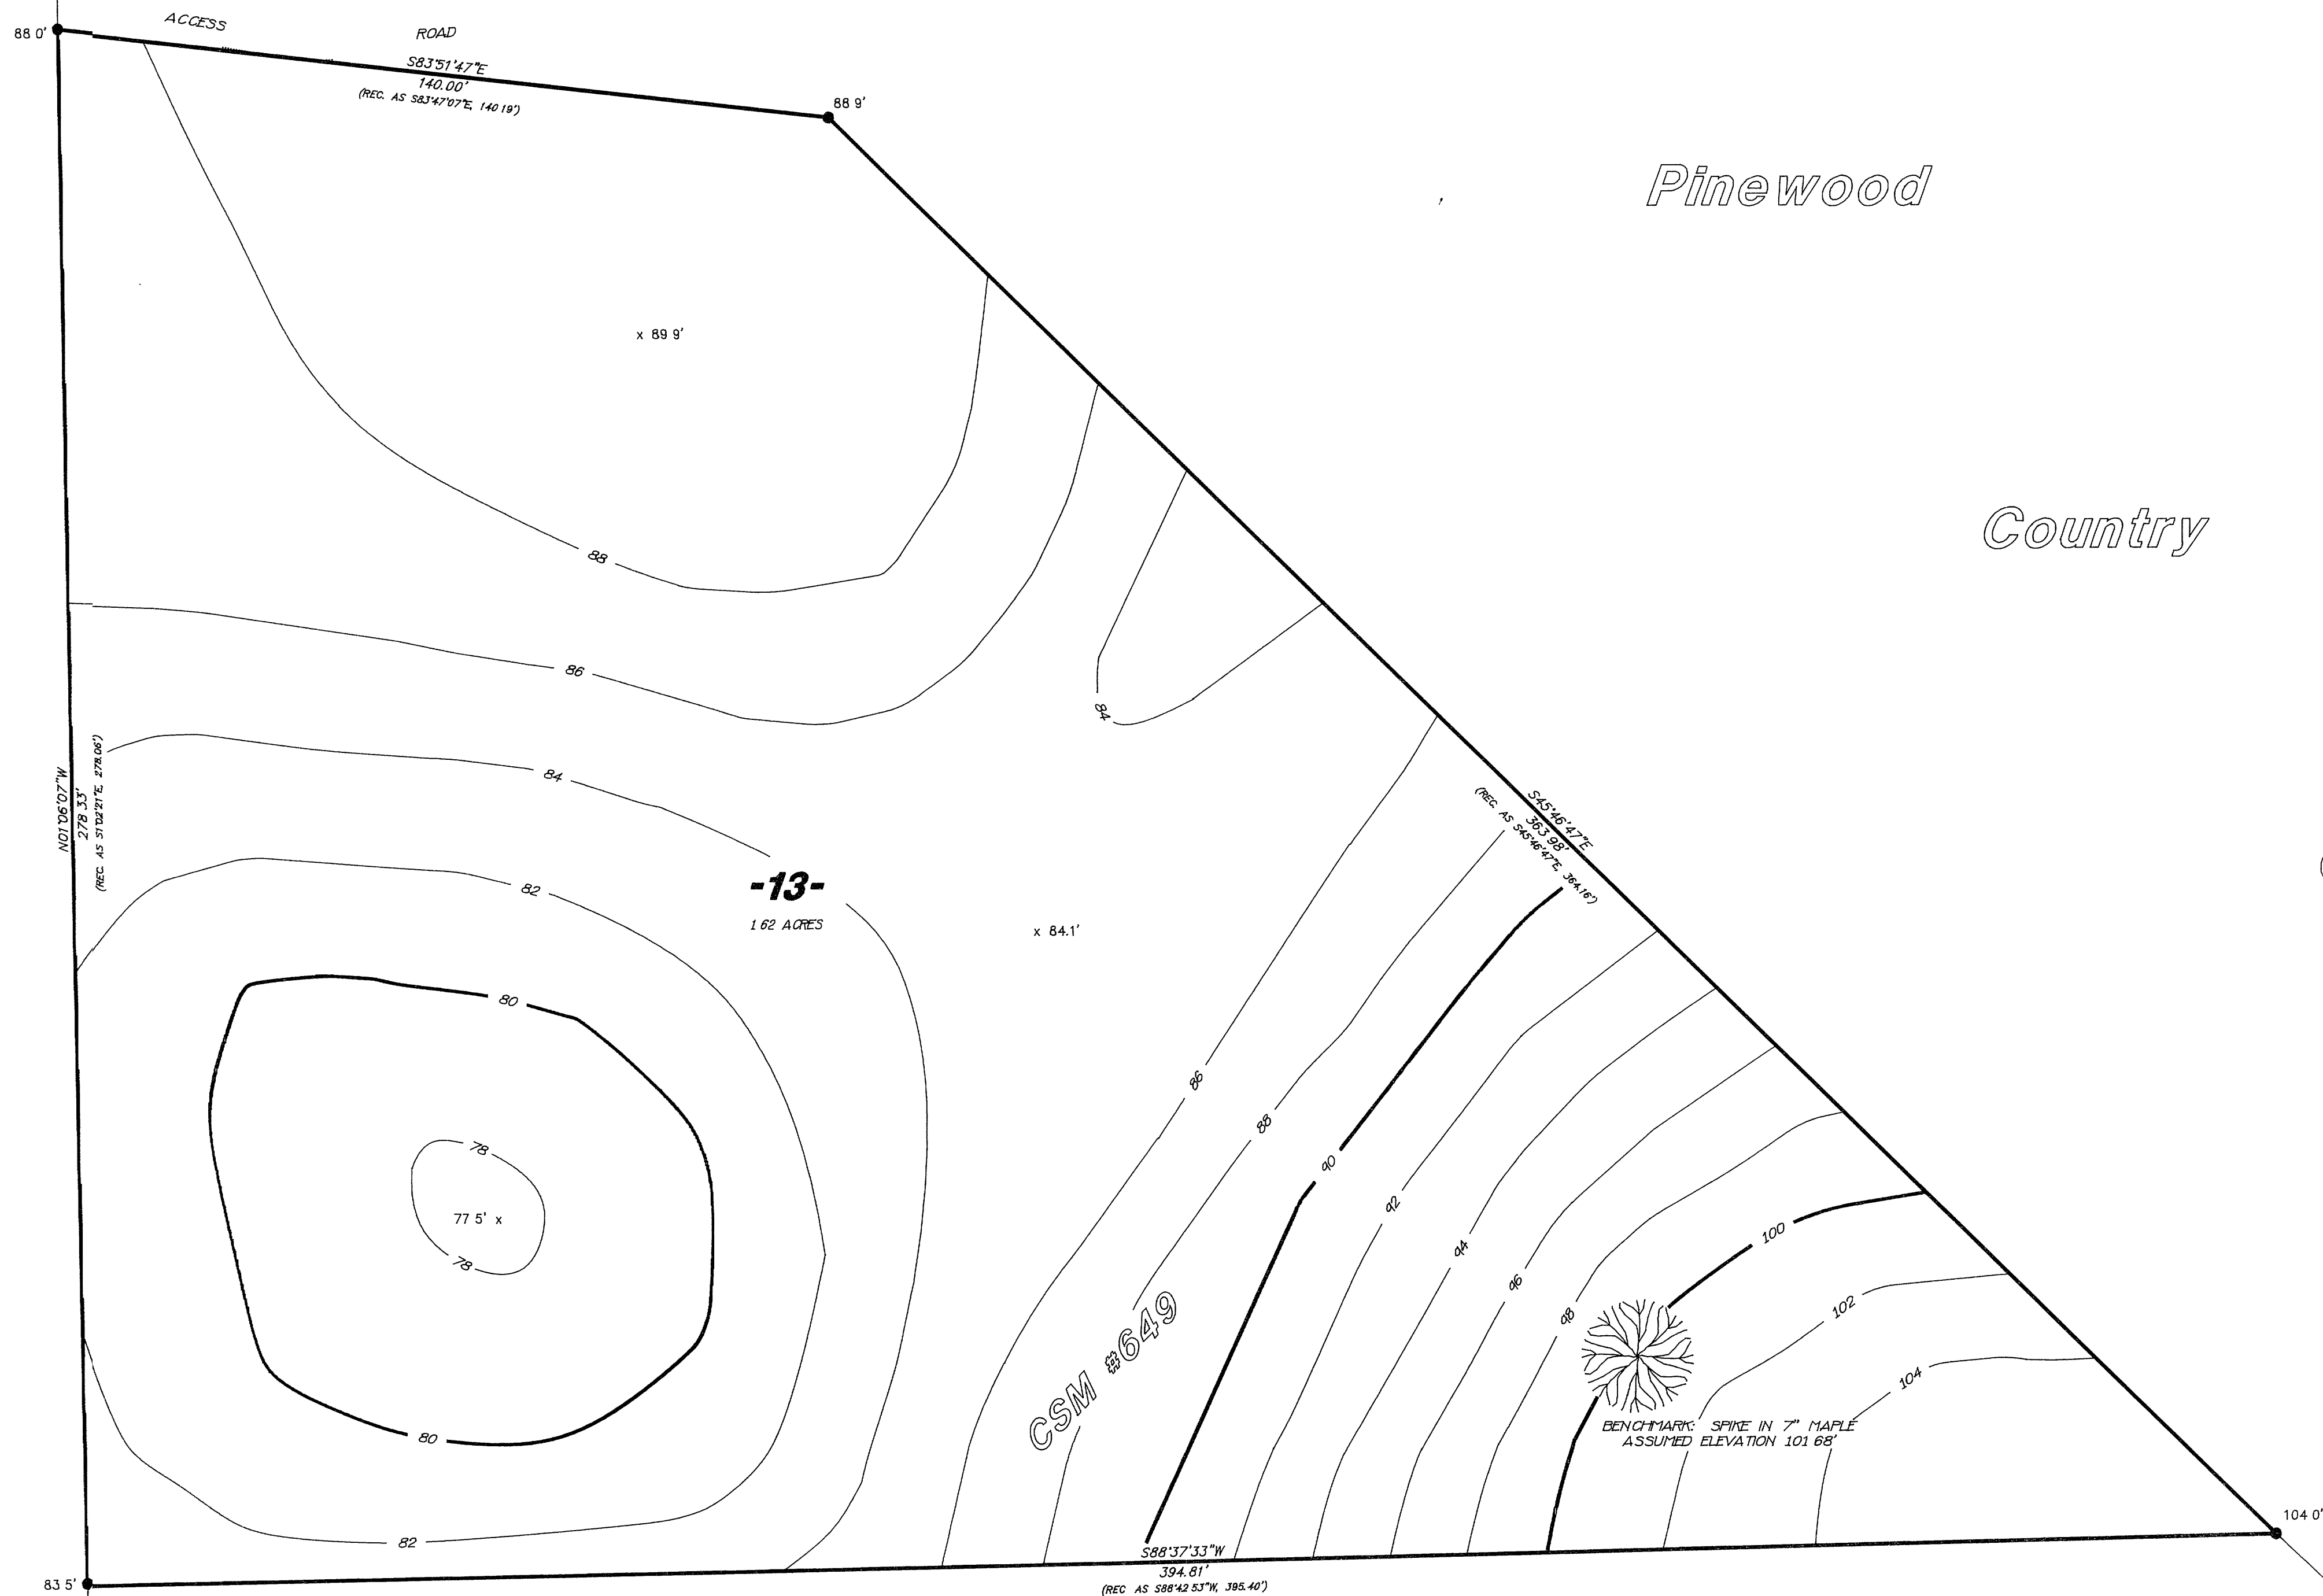 ACCESS ROAD
88 0'
S83°51'47"E
140.00'
(REC. AS S83°47'07"E, 140 19')
88 9'
Pinewood
Country
x 89 9'
88
86
84
84
N01°06'07"W
278 33'
(REC. AS S1°02'21"E, 278.06')
S45°46'47"E
363 98'
(REC. AS S45°46'47"E, 364.16')
82
-13-
1 62 ACRES
x 84.1'
80
86
88
90
78
92
77 5' x
100
94
78
96
102
98
CSM #649
104
BENCHMARK: SPIKE IN 7" MAPLE
ASSUMED ELEVATION 101 68'
80
82
104 0'
S88°37'33"W
394.81'
(REC AS S88°42 53"W, 395.40')
83 5'